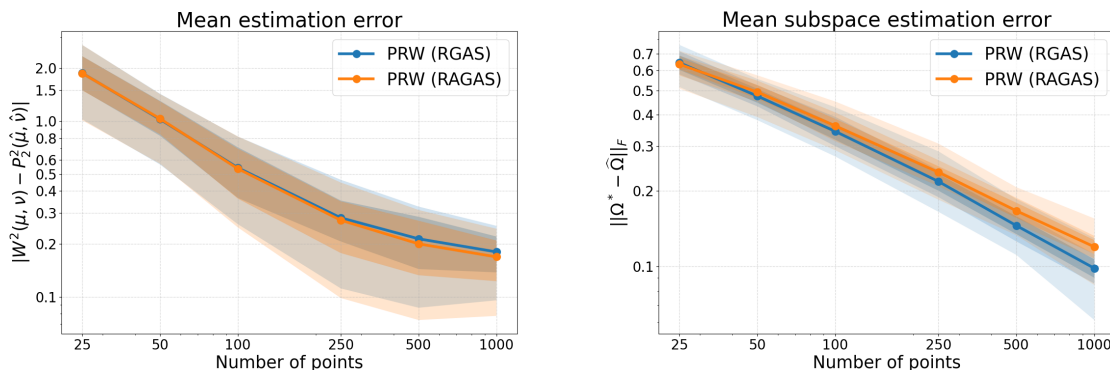 Mean estimation error
|W²(μ, ν) − P₂²(μ̂, ν̂)|
2.0
1.5
1.0
0.8
0.6
0.4
0.3
0.2
0.1
PRW (RGAS)
PRW (RAGAS)
25 50 100 250 500 1000
Number of points
Mean subspace estimation error
||Ω* − Ω̂||_F
0.7
0.6
0.5
0.4
0.3
0.2
0.1
PRW (RGAS)
PRW (RAGAS)
25 50 100 250 500 1000
Number of points